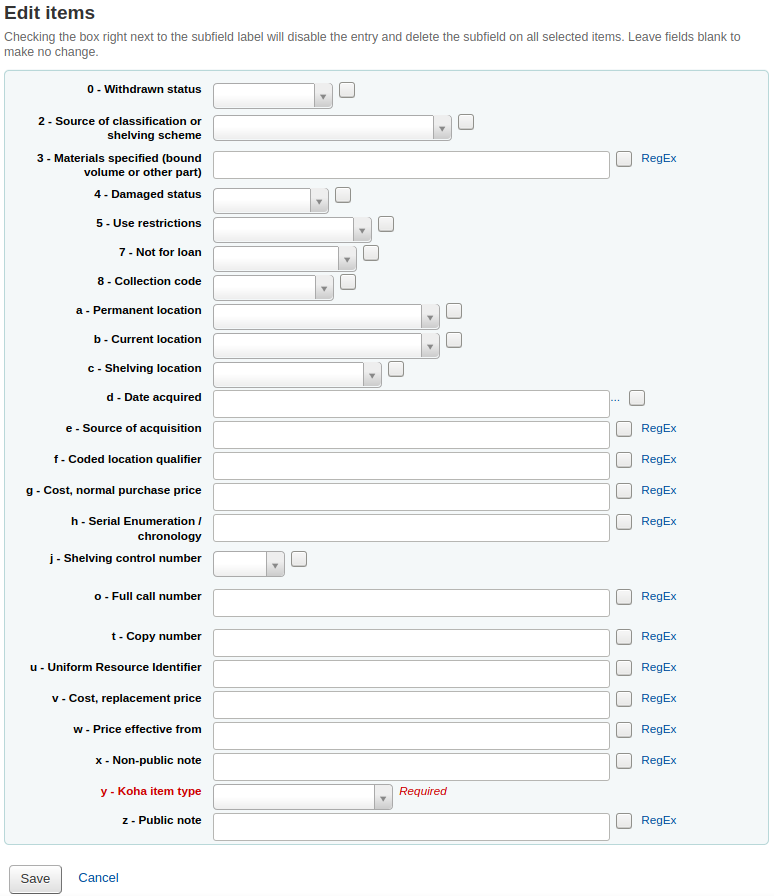 Edit items
Checking the box right next to the subfield label will disable the entry and delete the subfield on all selected items. Leave fields blank to
make no change.
0 - Withdrawn status
2 - Source of classification or
shelving scheme
3 - Materials specified (bound
volume or other part)
RegEx
4 - Damaged status
5 - Use restrictions
7 - Not for loan
8 - Collection code
a - Permanent location
b - Current location
c - Shelving location
d - Date acquired
...
e - Source of acquisition
RegEx
f - Coded location qualifier
RegEx
g - Cost, normal purchase price
RegEx
h - Serial Enumeration /
chronology
RegEx
j - Shelving control number
o - Full call number
RegEx
t - Copy number
RegEx
u - Uniform Resource Identifier
RegEx
v - Cost, replacement price
RegEx
w - Price effective from
RegEx
x - Non-public note
RegEx
y - Koha item type
Required
z - Public note
RegEx
Save
Cancel